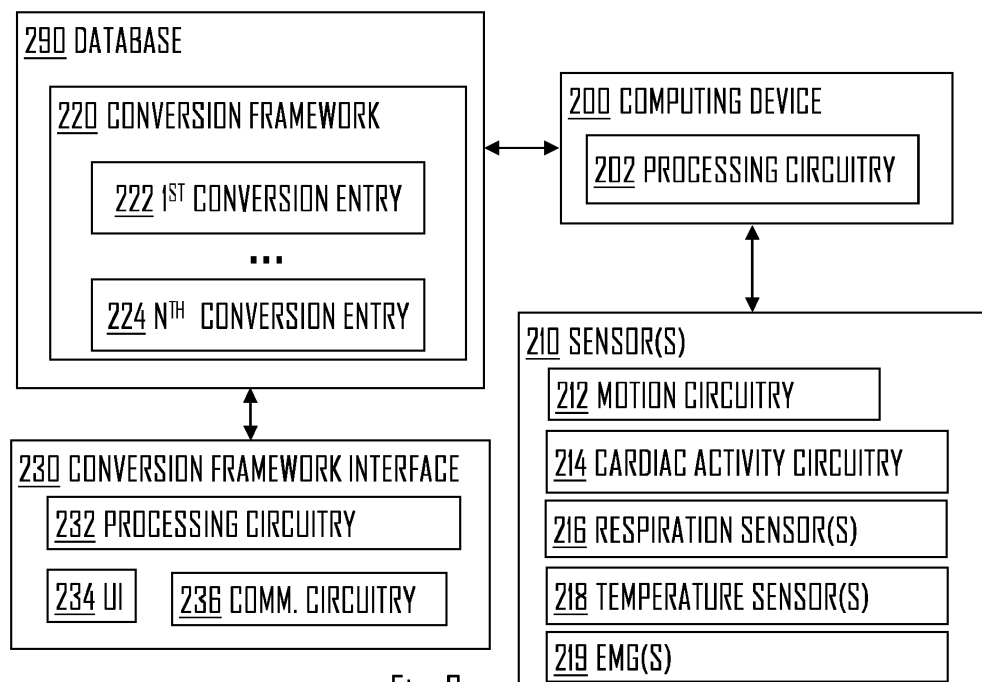 290 DATABASE
220 CONVERSION FRAMEWORK
222 1ST CONVERSION ENTRY
...
224 NTH CONVERSION ENTRY
200 COMPUTING DEVICE
202 PROCESSING CIRCUITRY
230 CONVERSION FRAMEWORK INTERFACE
232 PROCESSING CIRCUITRY
234 UI
236 COMM. CIRCUITRY
210 SENSOR(S)
212 MOTION CIRCUITRY
214 CARDIAC ACTIVITY CIRCUITRY
216 RESPIRATION SENSOR(S)
218 TEMPERATURE SENSOR(S)
219 EMG(S)